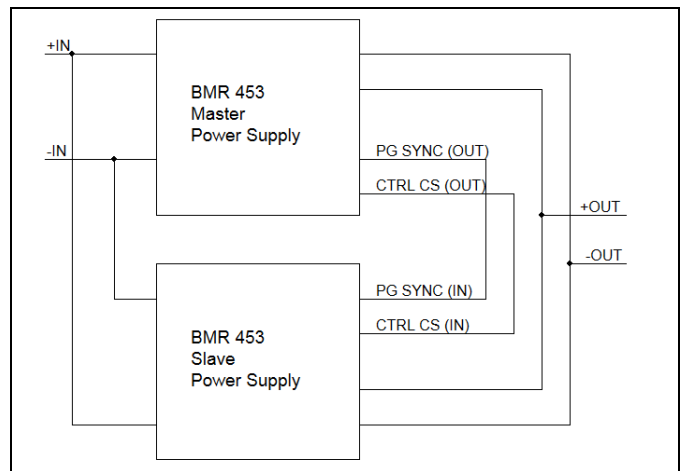 +IN
BMR 453
Master
Power Supply
-IN
PG SYNC (OUT)
CTRL CS (OUT)
+OUT
-OUT
PG SYNC (IN)
CTRL CS (IN)
BMR 453
Slave
Power Supply